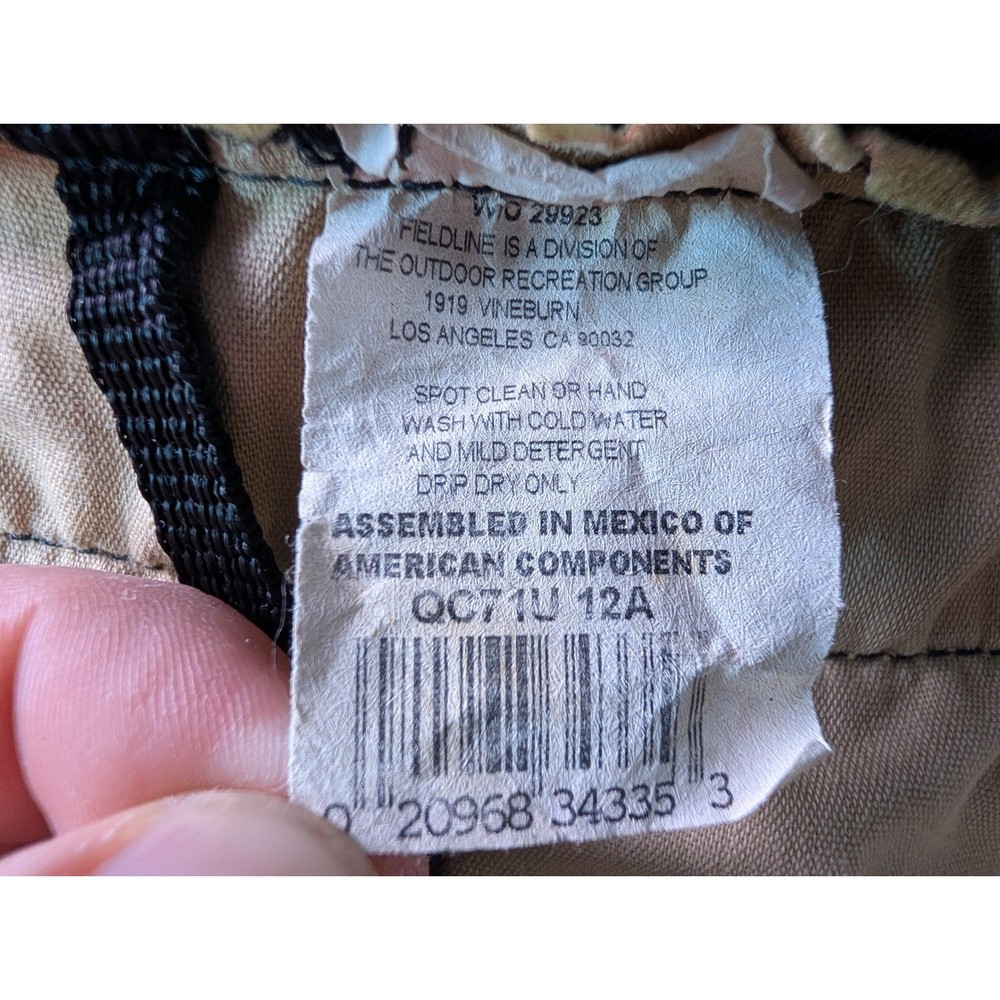 W/O 29923
FIELDLINE IS A DIVISION OF
THE OUTDOOR RECREATION GROUP
1919 VINEBURN
LOS ANGELES CA 90032
SPOT CLEAN OR HAND
WASH WITH COLD WATER
AND MILD DETERGENT
DRIP DRY ONLY
ASSEMBLED IN MEXICO OF
AMERICAN COMPONENTS
QC71U 12A
0 20968 34335 3